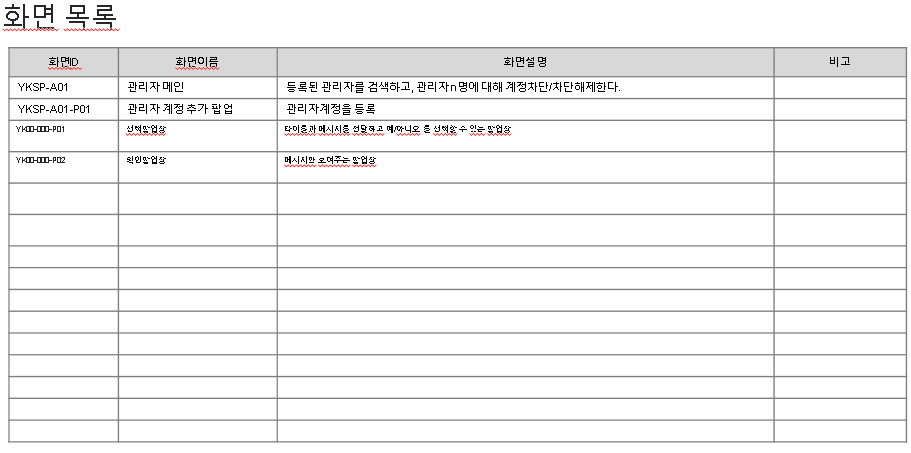 화면 목록
화면ID 화면이름 화면설명 비고
YKSP-A01 관리자 메인 등록된 관리자를 검색하고, 관리자n명에 대해 계정차단/차단해제한다.
YKSP-A01-P01 관리자 계정 추가 팝업 관리자계정을 등록
YK00-000-P01 선택팝업창 타이틀과 메시지를 전달하고 예/아니오 를 선택할 수 있는 팝업창
YK00-000-P02 확인팝업창 메시지만 보여주는 팝업창